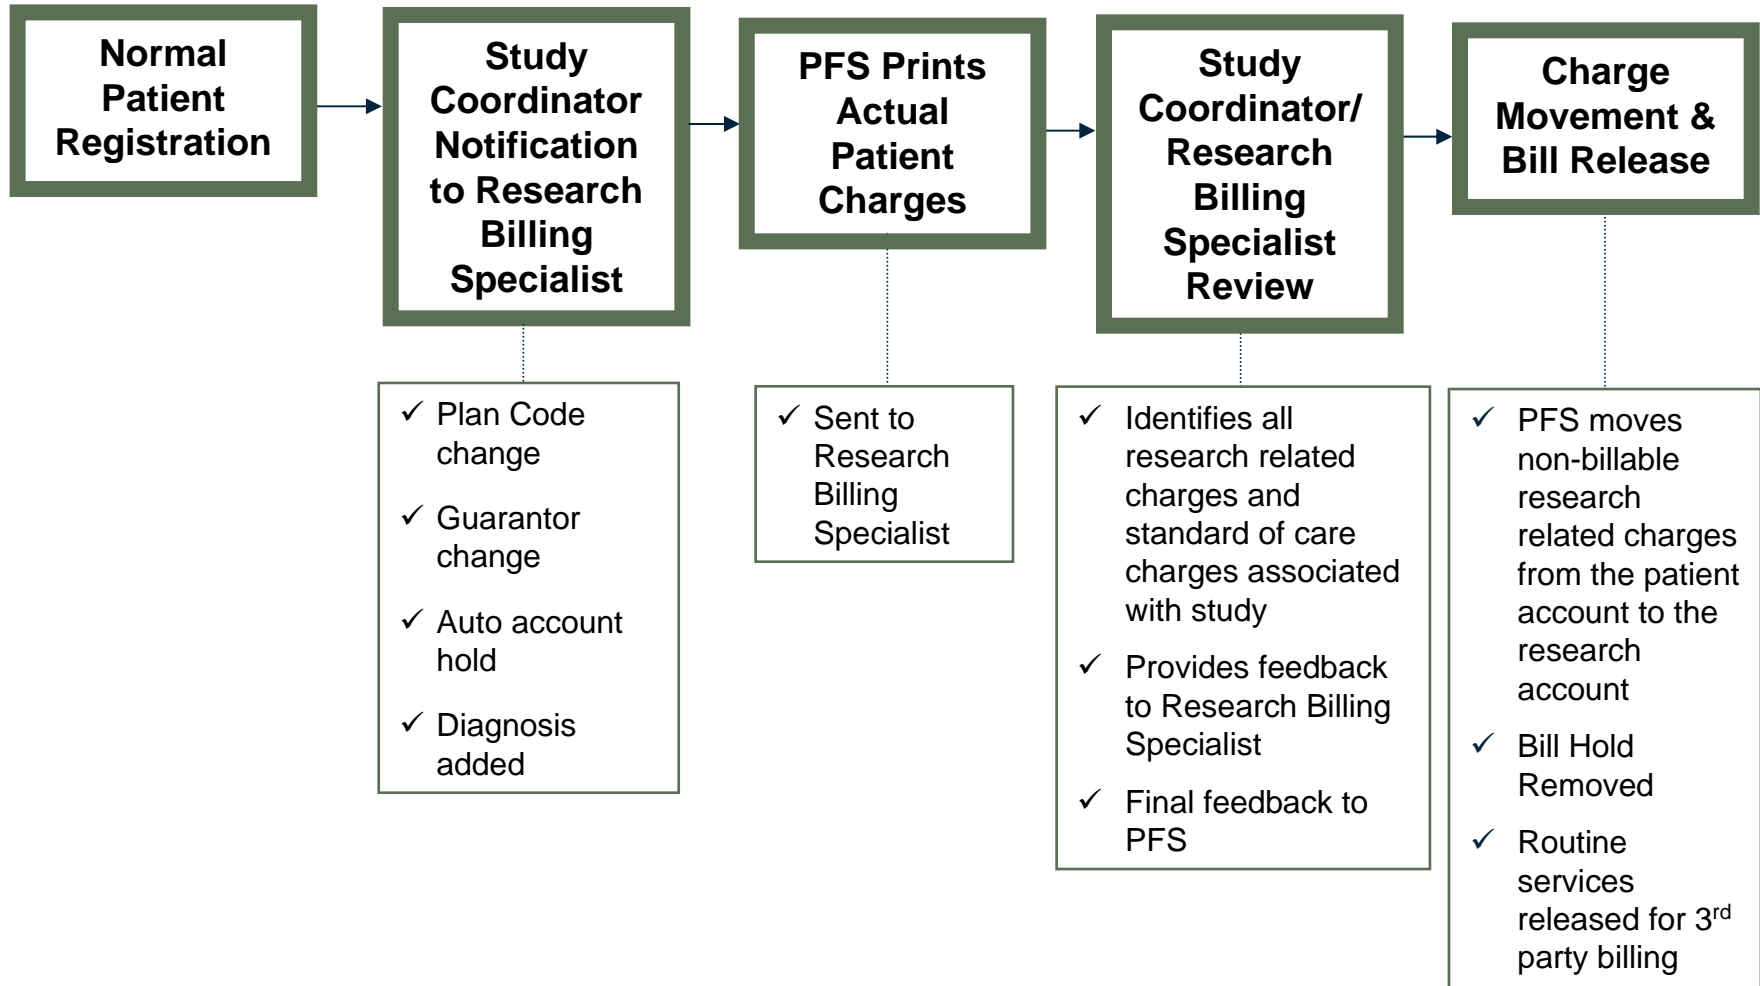 Normal
Patient
Registration
Study
Coordinator
Notification
to Research
Billing
Specialist
PFS Prints
Actual
Patient
Charges
Study
Coordinator/
Research
Billing
Specialist
Review
Charge
Movement &
Bill Release
✓ Plan Code
change
✓ Guarantor
change
✓ Auto account
hold
✓ Diagnosis
added
✓ Sent to
Research
Billing
Specialist
✓ Identifies all
research related
charges and
standard of care
charges associated
with study
✓ Provides feedback
to Research Billing
Specialist
✓ Final feedback to
PFS
✓ PFS moves
non-billable
research
related charges
from the patient
account to the
research
account
✓ Bill Hold
Removed
✓ Routine
services
released for 3rd
party billing